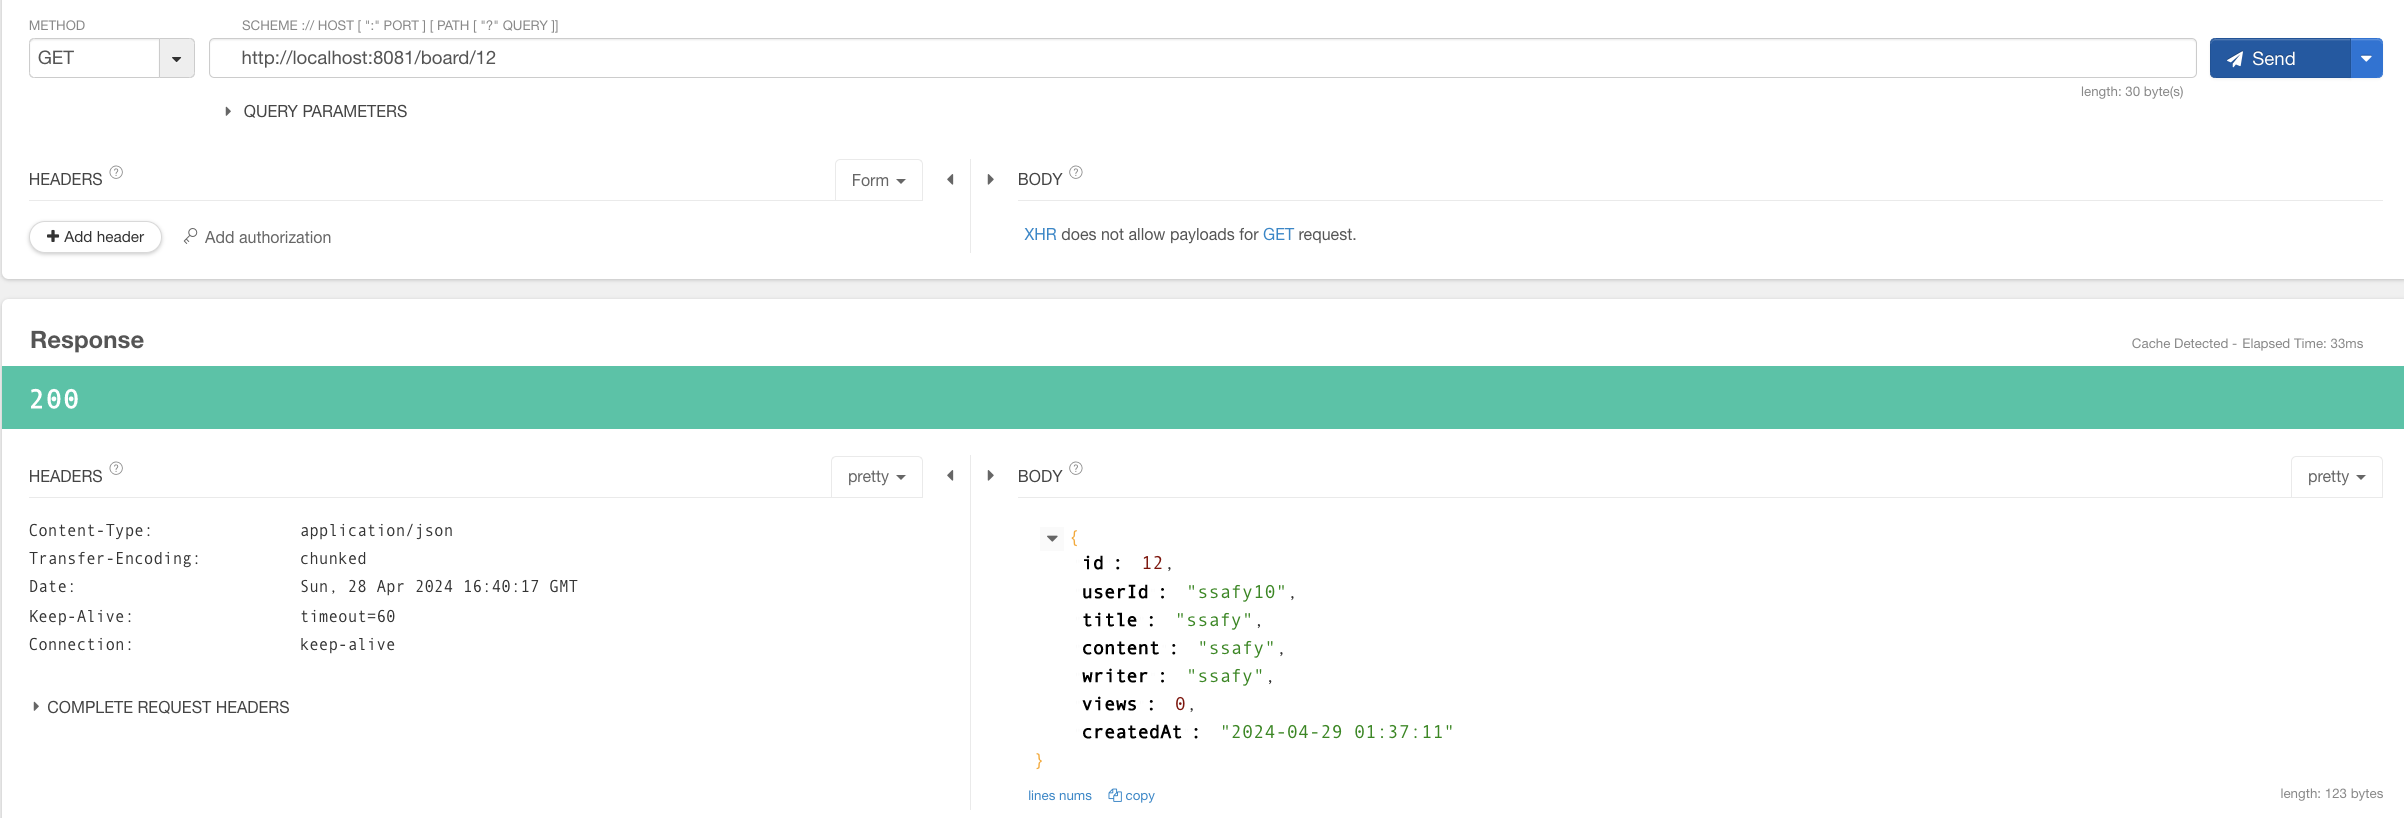 METHOD
SCHEME :// HOST [ ":" PORT ] [ PATH [ "?" QUERY ]]
GET
http://localhost:8081/board/12
Send
length: 30 byte(s)
QUERY PARAMETERS
HEADERS ?
Form
BODY ?
Add header
Add authorization
XHR does not allow payloads for GET request.
Response
Cache Detected - Elapsed Time: 33ms
200
HEADERS ?
pretty
BODY ?
pretty
Content-Type: application/json
Transfer-Encoding: chunked
Date: Sun, 28 Apr 2024 16:40:17 GMT
Keep-Alive: timeout=60
Connection: keep-alive
COMPLETE REQUEST HEADERS
{
id : 12,
userId : "ssafy10",
title : "ssafy",
content : "ssafy",
writer : "ssafy",
views : 0,
createdAt : "2024-04-29 01:37:11"
}
lines nums
copy
length: 123 bytes